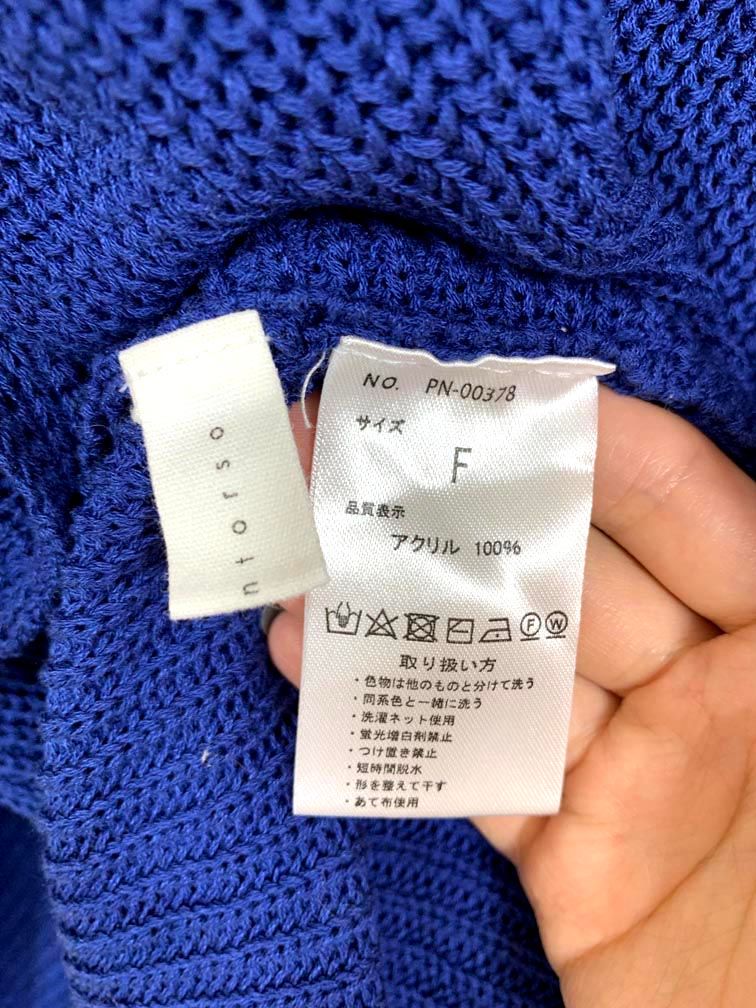 ntorso
NO. PN-00378
サイズ
F
品質表示
アクリル 100%
F W
取り扱い方
・色物は他のものと分けて洗う
・同系色と一緒に洗う
・洗濯ネット使用
・蛍光増白剤禁止
・つけ置き禁止
・短時間脱水
・形を整えて干す
・あて布使用